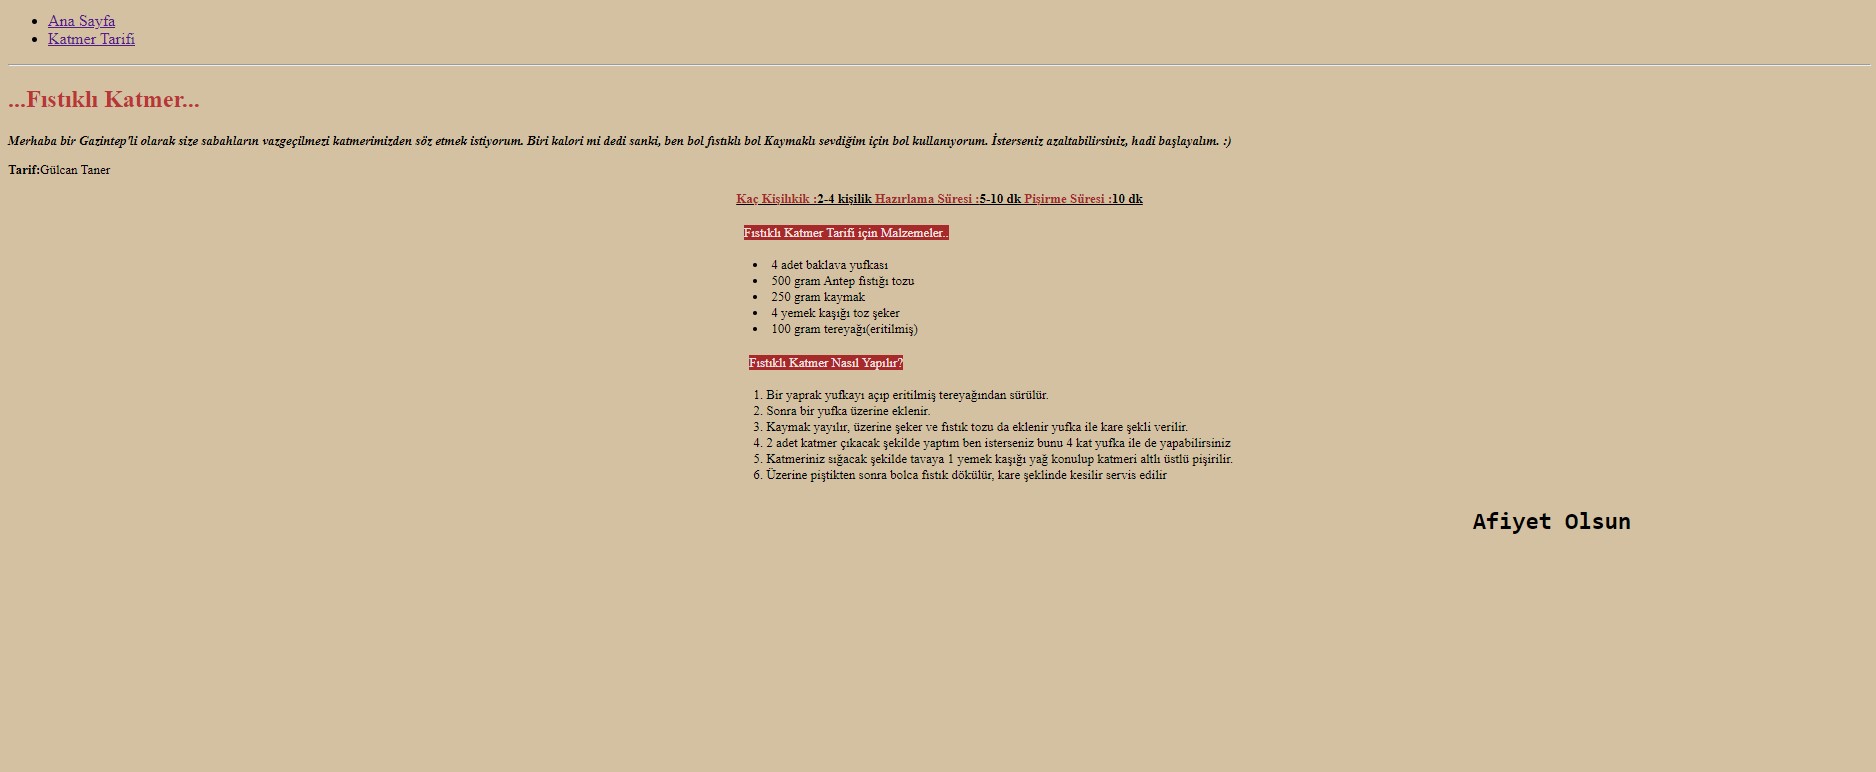 Ana Sayfa
Katmer Tarifi
...Fıstıklı Katmer...
Merhaba bir Gazintep'li olarak size sabahların vazgeçilmezi katmerimizden söz etmek istiyorum. Biri kalori mi dedi sanki, ben bol fıstıklı bol Kaymaklı sevdiğim için bol kullanıyorum. İsterseniz azaltabilirsiniz, hadi başlayalım. :)
Tarif:Gülcan Taner
Kaç Kişilikik :2-4 kişilik Hazırlama Süresi :5-10 dk Pişirme Süresi :10 dk
Fıstıklı Katmer Tarifi için Malzemeler..
• 4 adet baklava yufkası
• 500 gram Antep fıstığı tozu
• 250 gram kaymak
• 4 yemek kaşığı toz şeker
• 100 gram tereyağı(eritilmiş)
Fıstıklı Katmer Nasıl Yapılır?
1. Bir yaprak yufkayı açıp eritilmiş tereyağından sürülür.
2. Sonra bir yufka üzerine eklenir.
3. Kaymak yayılır, üzerine şeker ve fıstık tozu da eklenir yufka ile kare şekli verilir.
4. 2 adet katmer çıkacak şekilde yaptım ben isterseniz bunu 4 kat yufka ile de yapabilirsiniz
5. Katmeriniz sığacak şekilde tavaya 1 yemek kaşığı yağ konulup katmeri altlı üstlü pişirilir.
6. Üzerine piştikten sonra bolca fıstık dökülür, kare şeklinde kesilir servis edilir
Afiyet Olsun